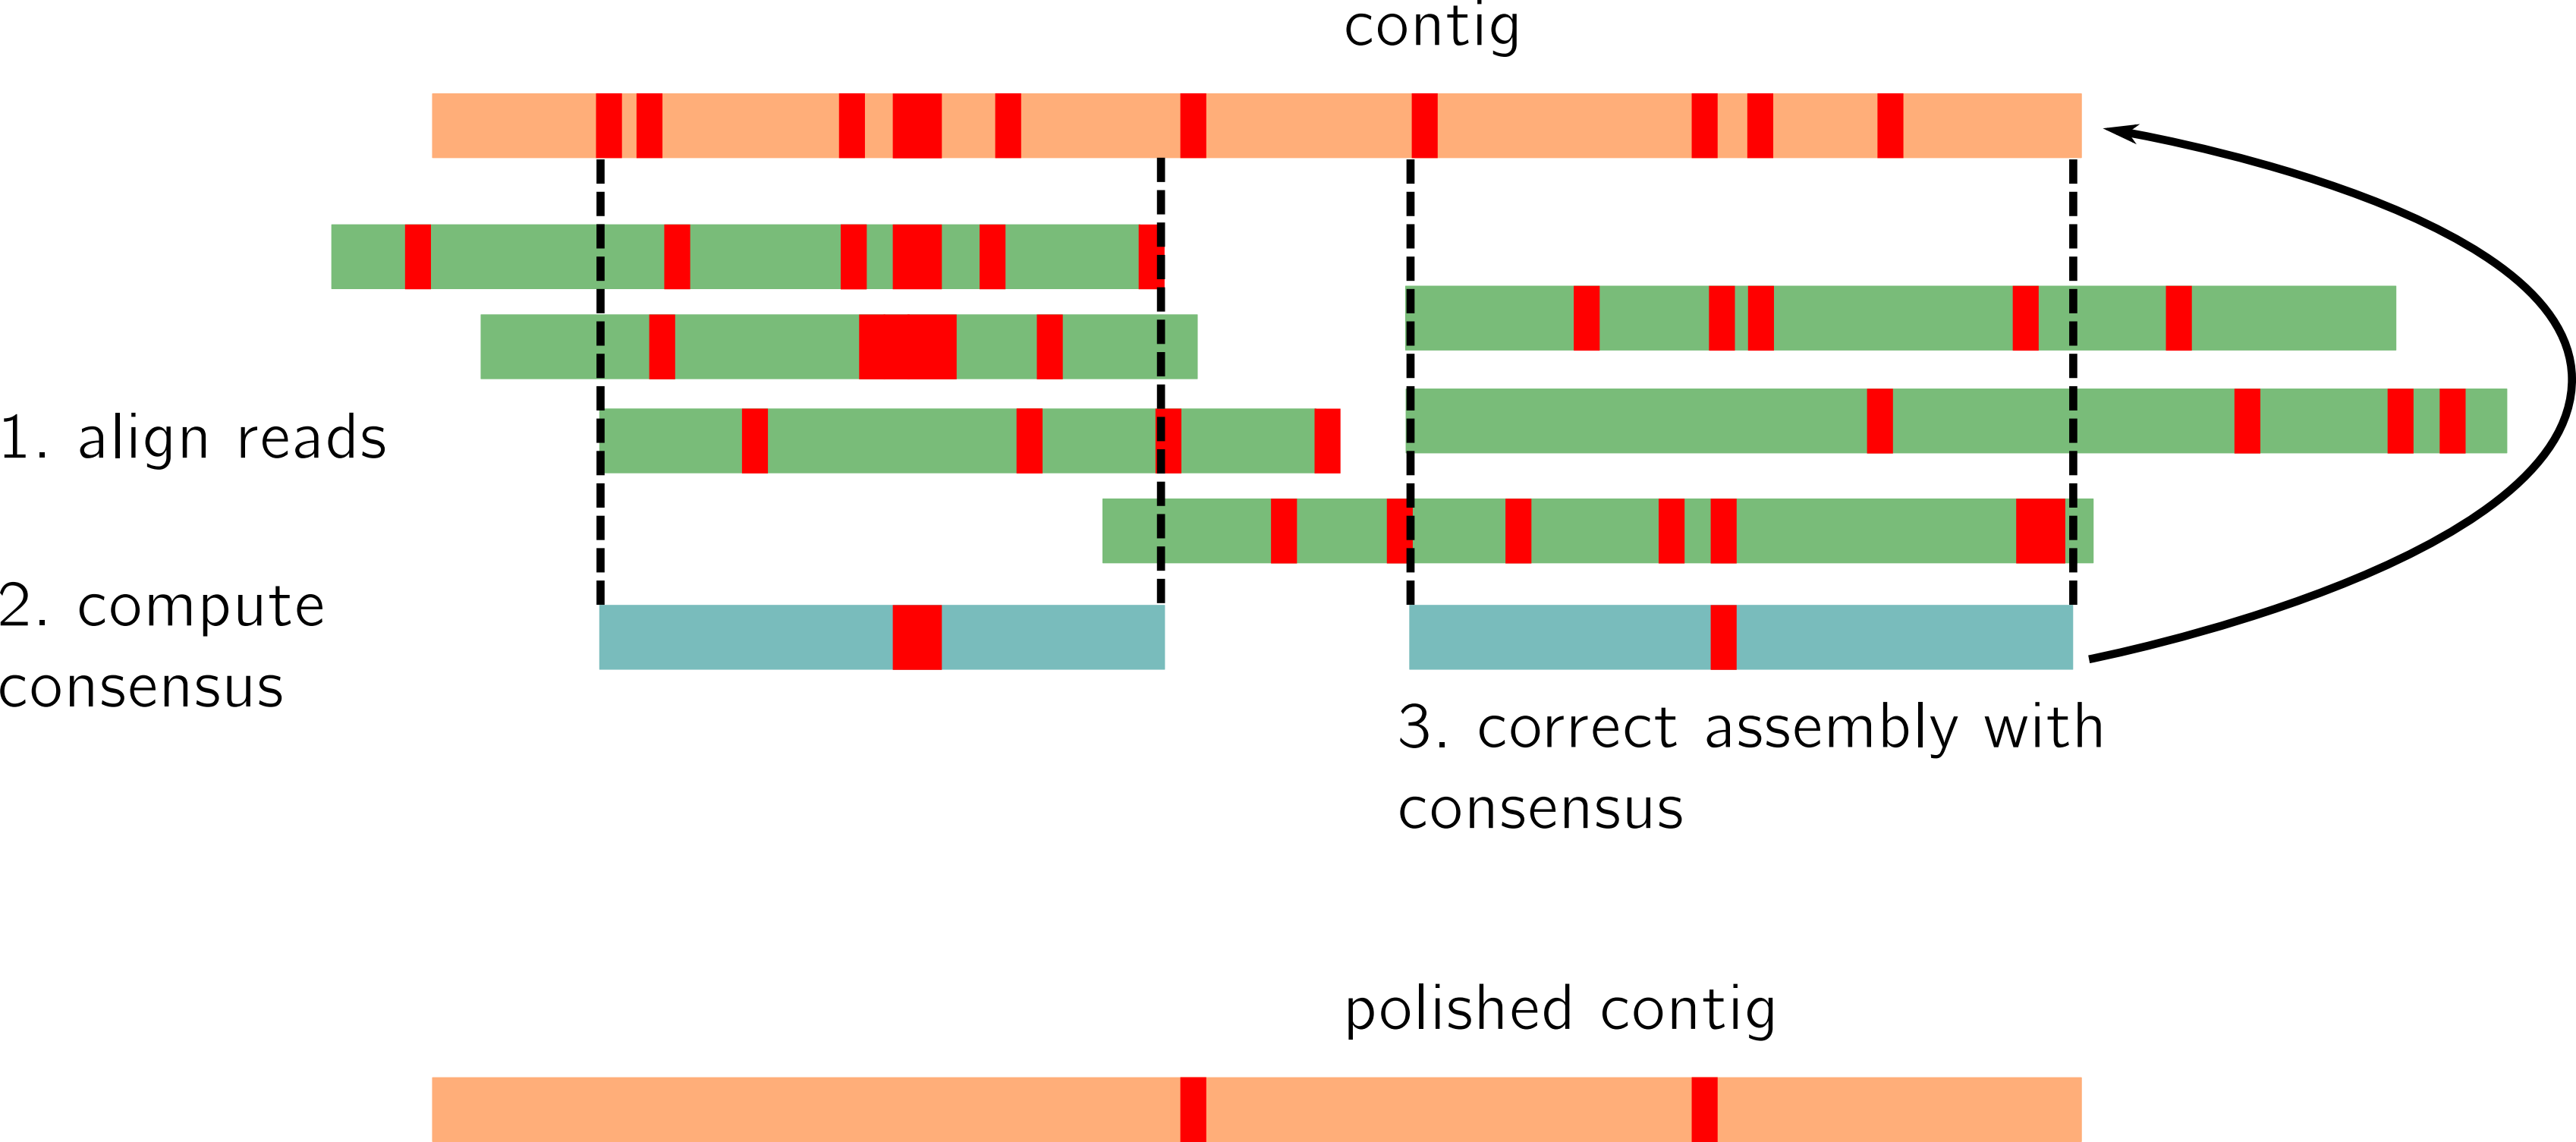 contig
1. align reads
2. compute
consensus
3. correct assembly with
consensus
polished contig